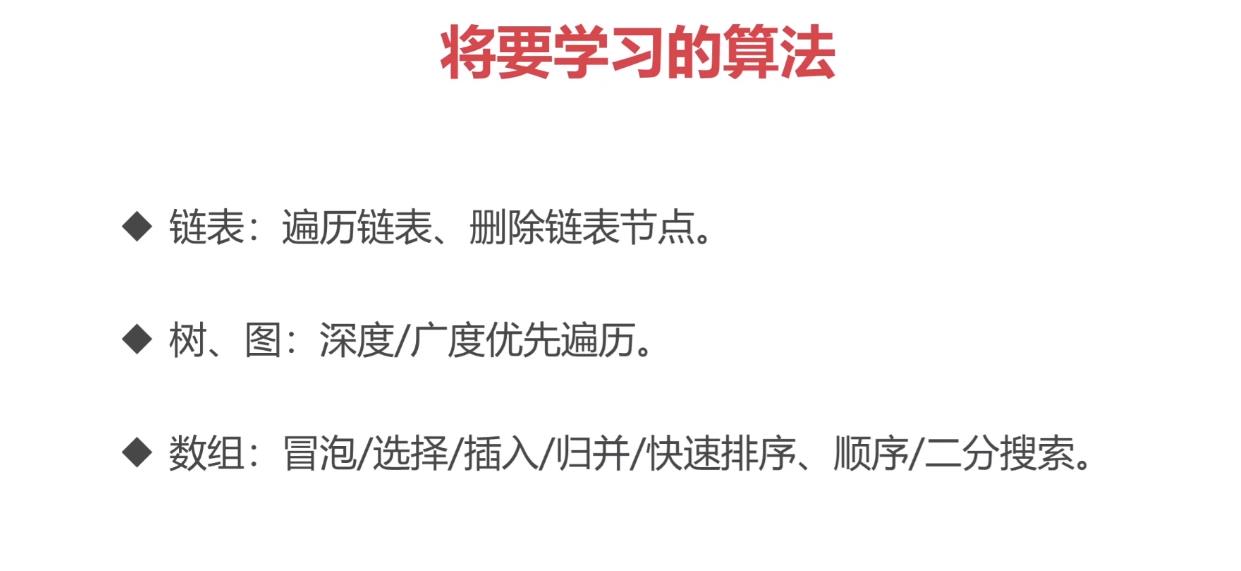 将要学习的算法
◆ 链表：遍历链表、删除链表节点。
◆ 树、图：深度/广度优先遍历。
◆ 数组：冒泡/选择/插入/归并/快速排序、顺序/二分搜索。